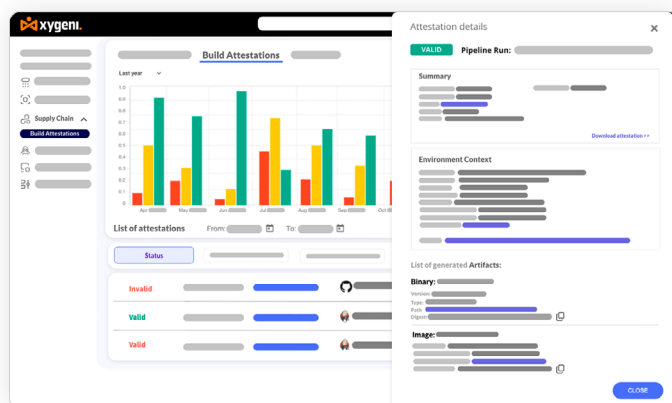 xygeni.
Build Attestations
Last year
1.0
0.9
0.8
0.7
0.6
0.5
0.4
0.3
0.2
0.1
0
Apr
May
Jun
Jul
Aug
Sep
Oct
Supply Chain
Build Attestations
List of attestations
From:
To:
Status
Invalid
Valid
Valid
Attestation details
VALID
Pipeline Run:
Summary
Download attestation >>
Environment Context
List of generated Artifacts:
Binary:
Version:
Type:
Path:
Digest:
Image:
CLOSE